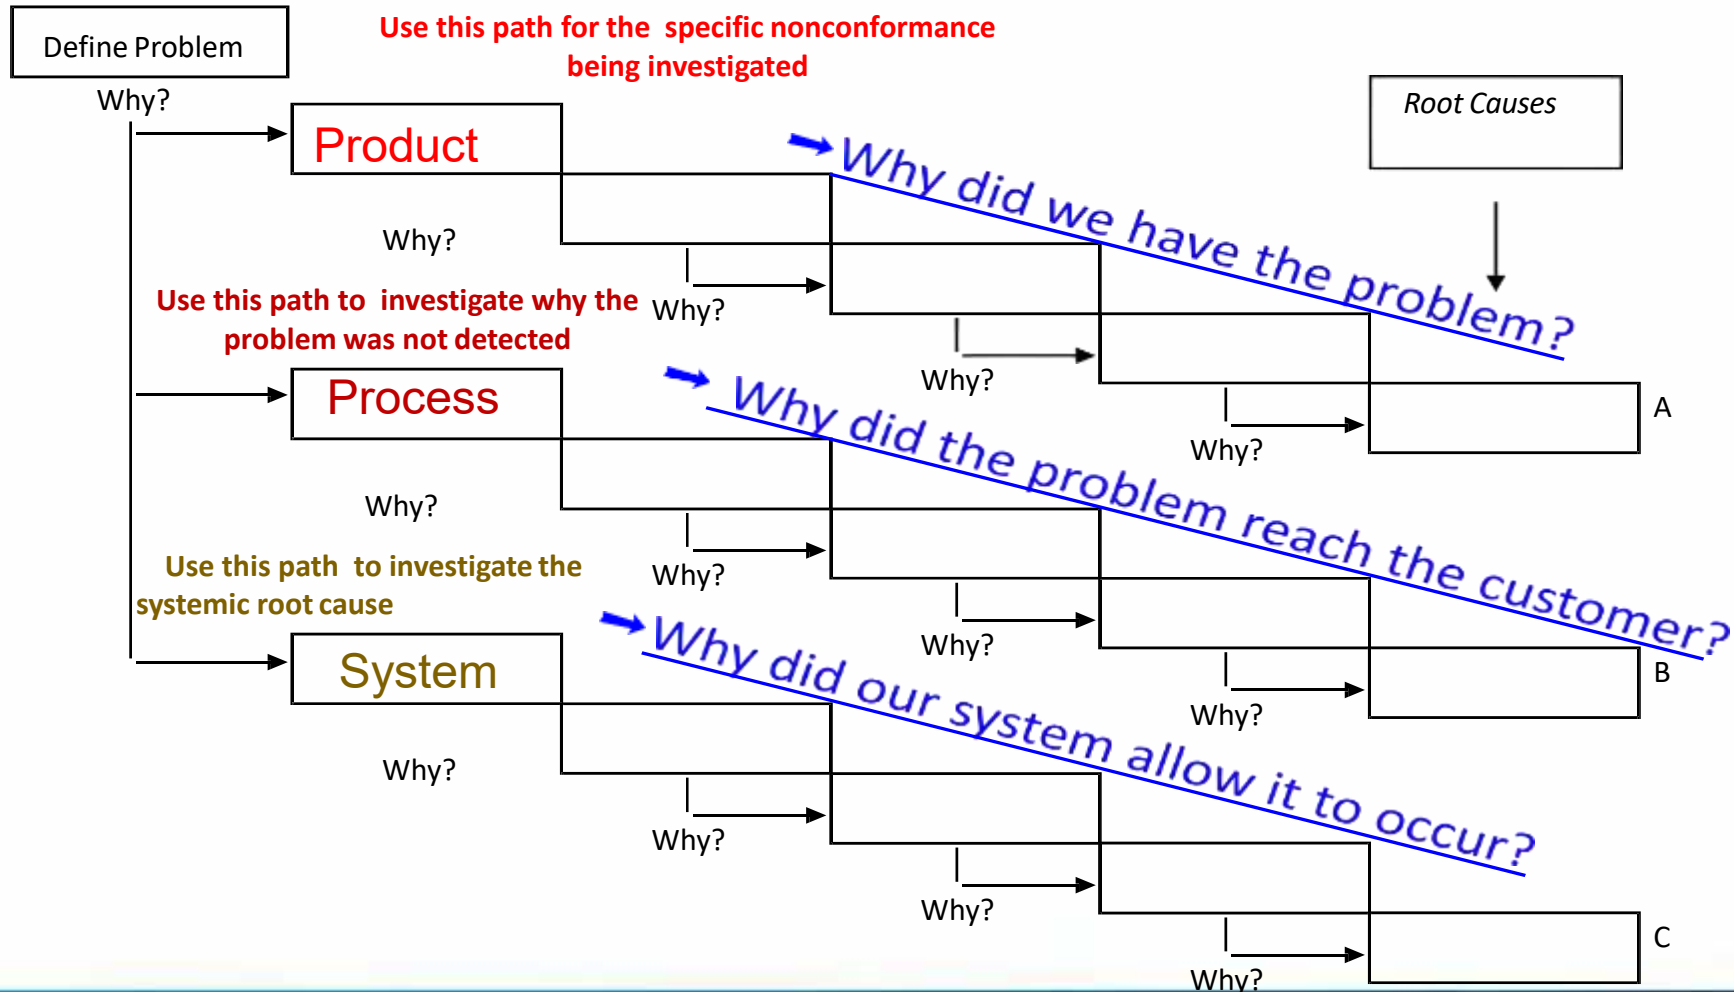 Define Problem
Use this path for the specific nonconformance
being investigated
Why?
Root Causes
Product
Why did we have the problem?
Why?
Why?
Why?
Why?
A
Use this path to investigate why the
problem was not detected
Process
Why did the problem reach the customer?
Why?
Why?
Why?
Why?
B
Use this path to investigate the
systemic root cause
System
Why did our system allow it to occur?
Why?
Why?
Why?
Why?
C